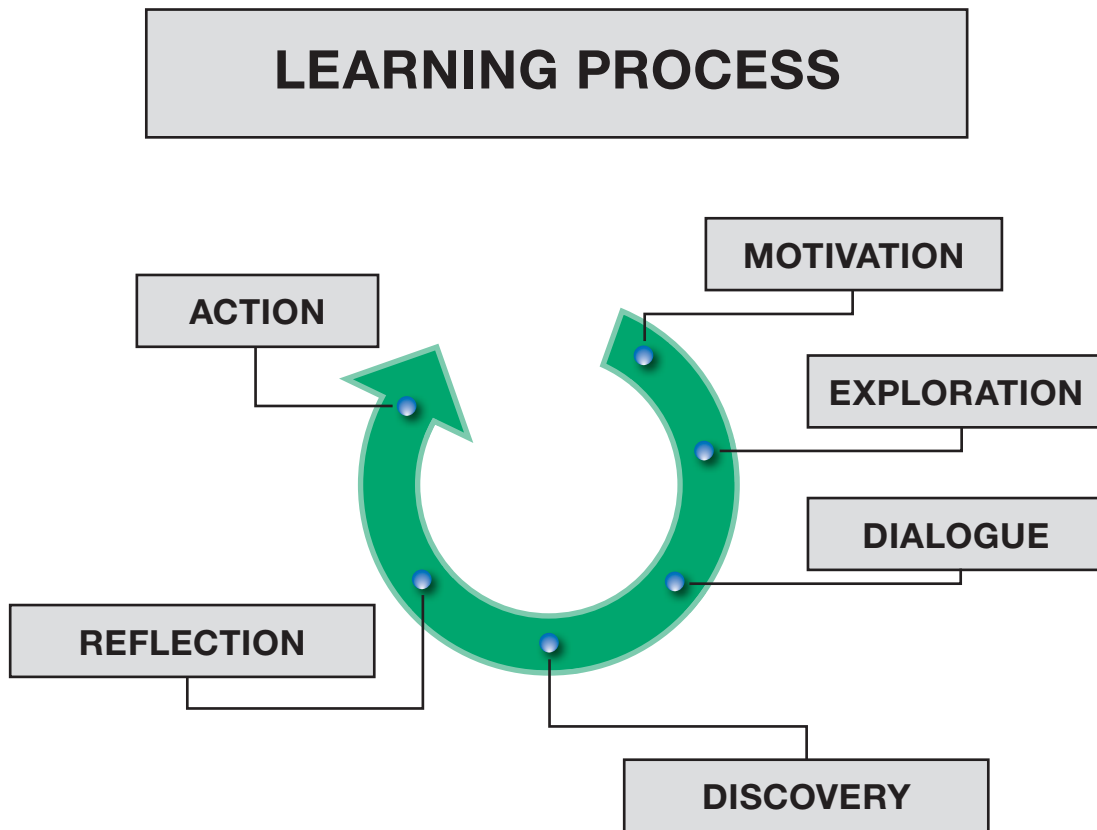 LEARNING PROCESS
MOTIVATION
ACTION
EXPLORATION
DIALOGUE
REFLECTION
DISCOVERY